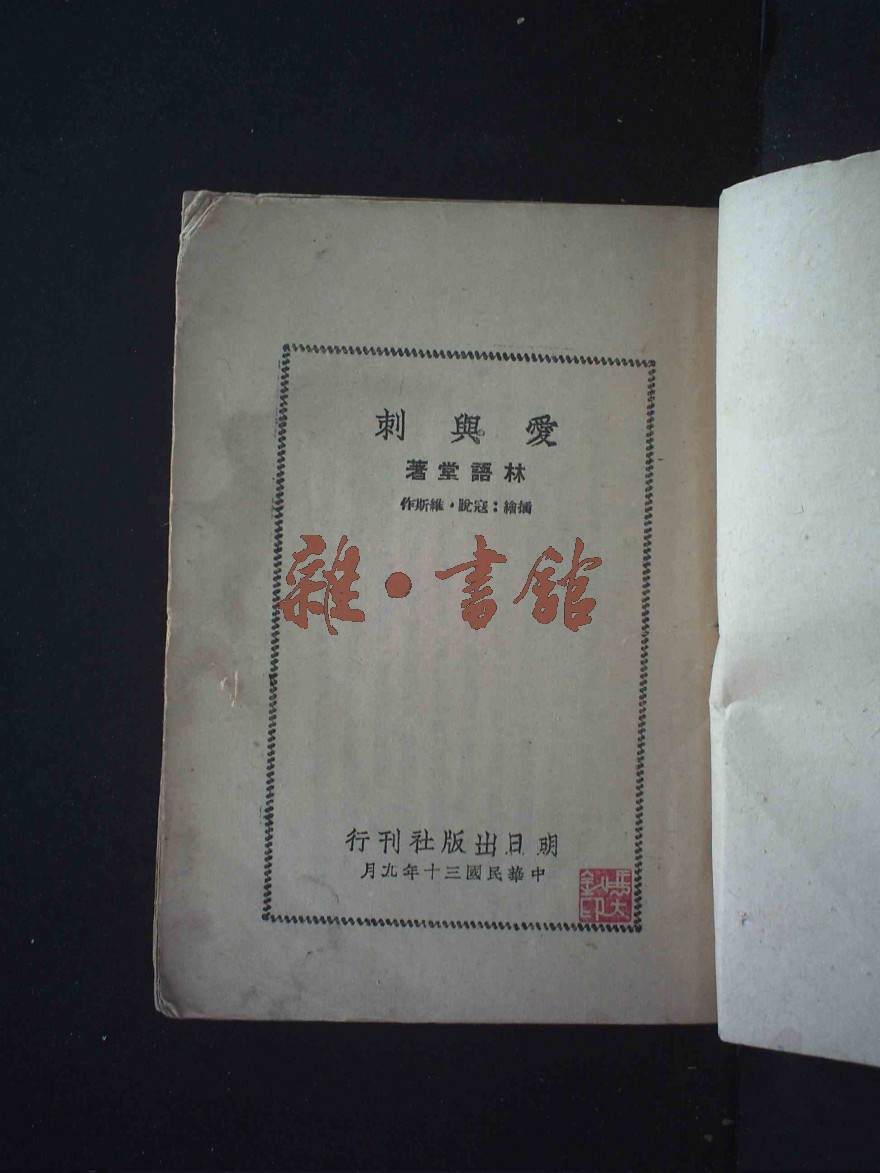 愛與刺
林語堂著
插繪：寇脫・維斯作
雜・書館
明日出版社刊行
中華民國三十年九月